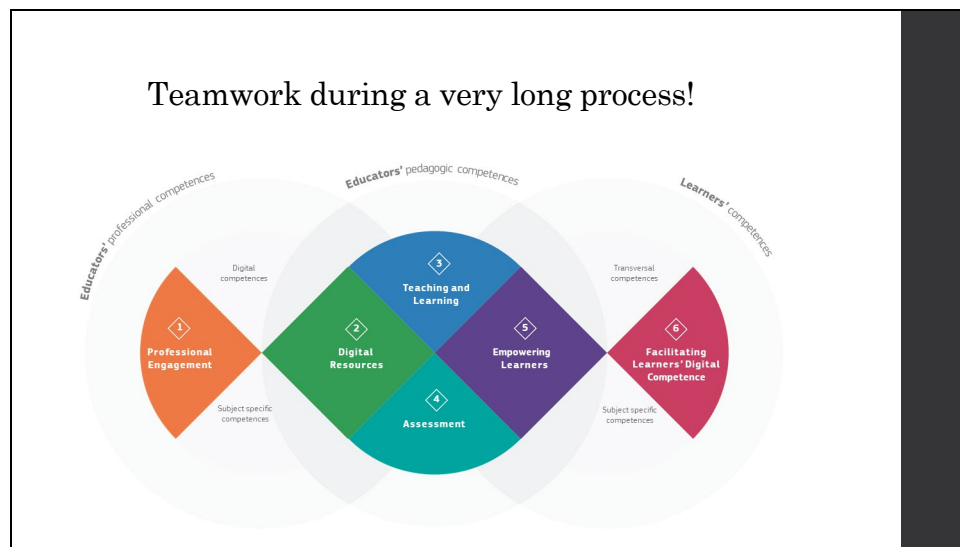 Teamwork during a very long process!
Educators' professional competences
Educators' pedagogic competences
Learners' competences
Digital
competences
Transversal
competences
3
Teaching and
Learning
1
Professional
Engagement
2
Digital
Resources
5
Empowering
Learners
6
Facilitating
Learners' Digital
Competence
4
Assessment
Subject specific
competences
Subject specific
competences